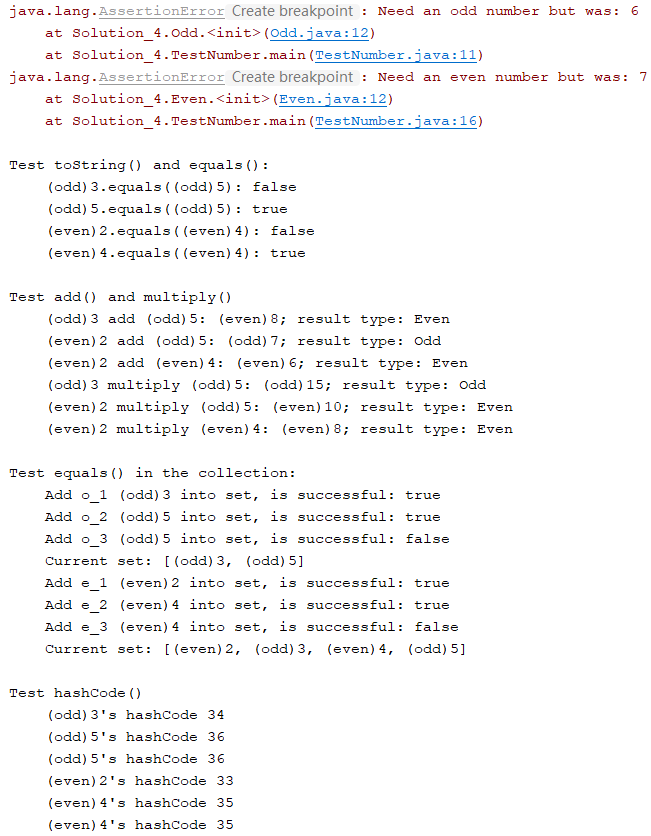 java.lang.AssertionError Create breakpoint : Need an odd number but was: 6
    at Solution_4.Odd.<init>(Odd.java:12)
    at Solution_4.TestNumber.main(TestNumber.java:11)
java.lang.AssertionError Create breakpoint : Need an even number but was: 7
    at Solution_4.Even.<init>(Even.java:12)
    at Solution_4.TestNumber.main(TestNumber.java:16)

Test toString() and equals():
    (odd)3.equals((odd)5): false
    (odd)5.equals((odd)5): true
    (even)2.equals((even)4): false
    (even)4.equals((even)4): true

Test add() and multiply()
    (odd)3 add (odd)5: (even)8; result type: Even
    (even)2 add (odd)5: (odd)7; result type: Odd
    (even)2 add (even)4: (even)6; result type: Even
    (odd)3 multiply (odd)5: (odd)15; result type: Odd
    (even)2 multiply (odd)5: (even)10; result type: Even
    (even)2 multiply (even)4: (even)8; result type: Even

Test equals() in the collection:
    Add o_1 (odd)3 into set, is successful: true
    Add o_2 (odd)5 into set, is successful: true
    Add o_3 (odd)5 into set, is successful: false
    Current set: [(odd)3, (odd)5]
    Add e_1 (even)2 into set, is successful: true
    Add e_2 (even)4 into set, is successful: true
    Add e_3 (even)4 into set, is successful: false
    Current set: [(even)2, (odd)3, (even)4, (odd)5]

Test hashCode()
    (odd)3's hashCode 34
    (odd)5's hashCode 36
    (odd)5's hashCode 36
    (even)2's hashCode 33
    (even)4's hashCode 35
    (even)4's hashCode 35